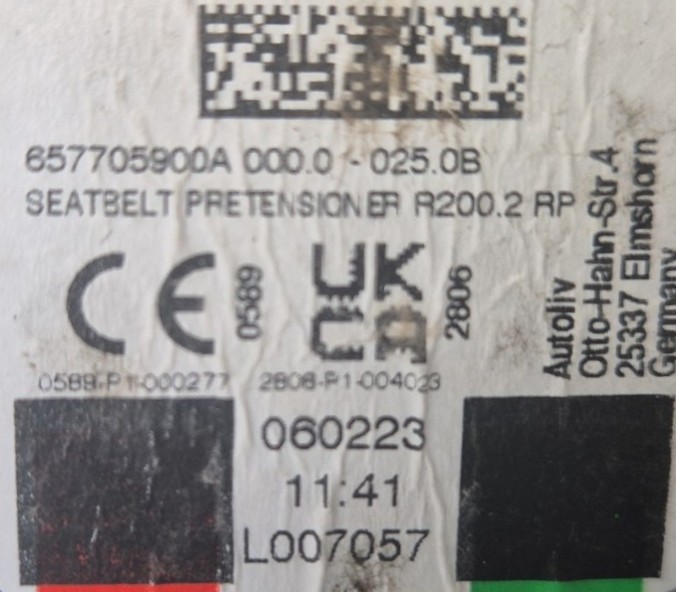 657705900A 000.0 - 025.0B
SEATBELT PRETENSIONER R200.2 RP
CE 0589
UK
CA 2806
0589-P1-000277 2806-P1-004023
060223
11:41
L007057
Autoliv
Otto-Hahn-Str.4
25337 Elmshorn
Germany